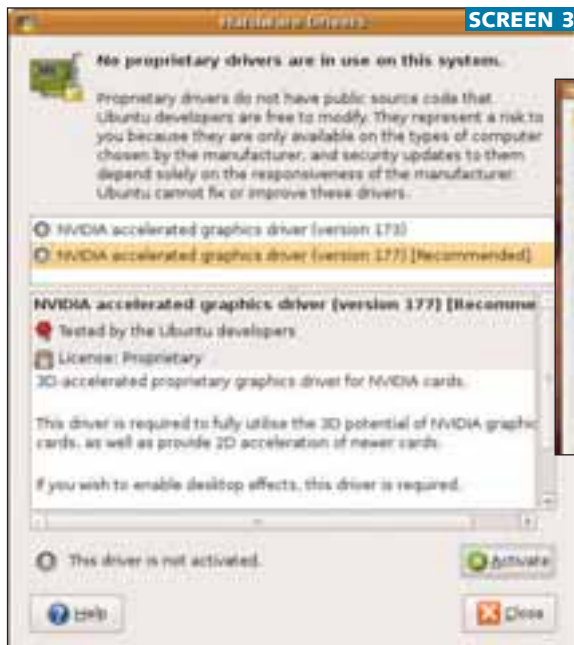 Hardware Drivers
SCREEN 3
No proprietary drivers are in use on this system.
Proprietary drivers do not have public source code that
Ubuntu developers are free to modify. They represent a risk to
you because they are only available on the types of computer
chosen by the manufacturer, and security updates to them
depend solely on the responsiveness of the manufacturer.
Ubuntu cannot fix or improve these drivers.
NVIDIA accelerated graphics driver (version 173)
NVIDIA accelerated graphics driver (version 177) [Recommended]
NVIDIA accelerated graphics driver (version 177) [Recomme
Tested by the Ubuntu developers
License: Proprietary
3D-accelerated proprietary graphics driver for NVIDIA cards.
This driver is required to fully utilise the 3D potential of NVIDIA graphic
cards, as well as provide 2D acceleration of newer cards.
If you wish to enable desktop effects, this driver is required.
This driver is not activated.
Activate
Help
Close